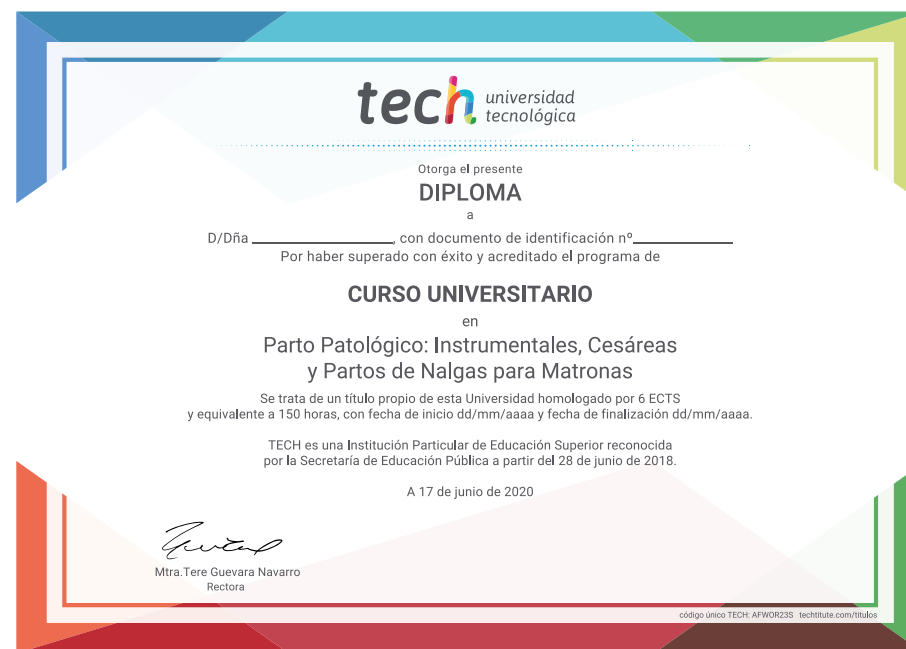 tech universidad
tecnológica
Otorga el presente
DIPLOMA
a
D/Dña ____________________, con documento de identificación nº______________
Por haber superado con éxito y acreditado el programa de
CURSO UNIVERSITARIO
en
Parto Patológico: Instrumentales, Cesáreas
y Partos de Nalgas para Matronas
Se trata de un título propio de esta Universidad homologado por 6 ECTS
y equivalente a 150 horas, con fecha de inicio dd/mm/aaaa y fecha de finalización dd/mm/aaaa.
TECH es una Institución Particular de Educación Superior reconocida
por la Secretaría de Educación Pública a partir del 28 de junio de 2018.
A 17 de junio de 2020
Mtra.Tere Guevara Navarro
Rectora
código único TECH: AFWOR23S techtitute.com/titulos